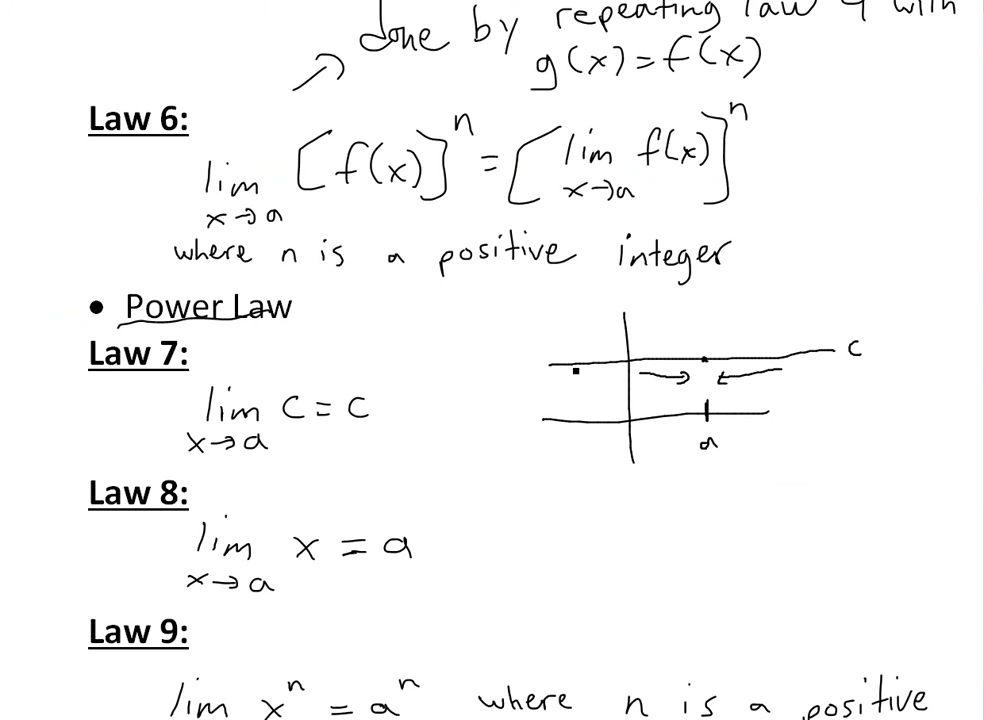 done by repeating law 4 with
g(x) = f(x)
Law 6:
lim x→a [f(x)]^n = [lim x→a f(x)]^n
where n is a positive integer
• Power Law
Law 7:
lim x→a c = c
c
a
Law 8:
lim x→a x = a
Law 9:
lim x^n = a^n where n is a positive